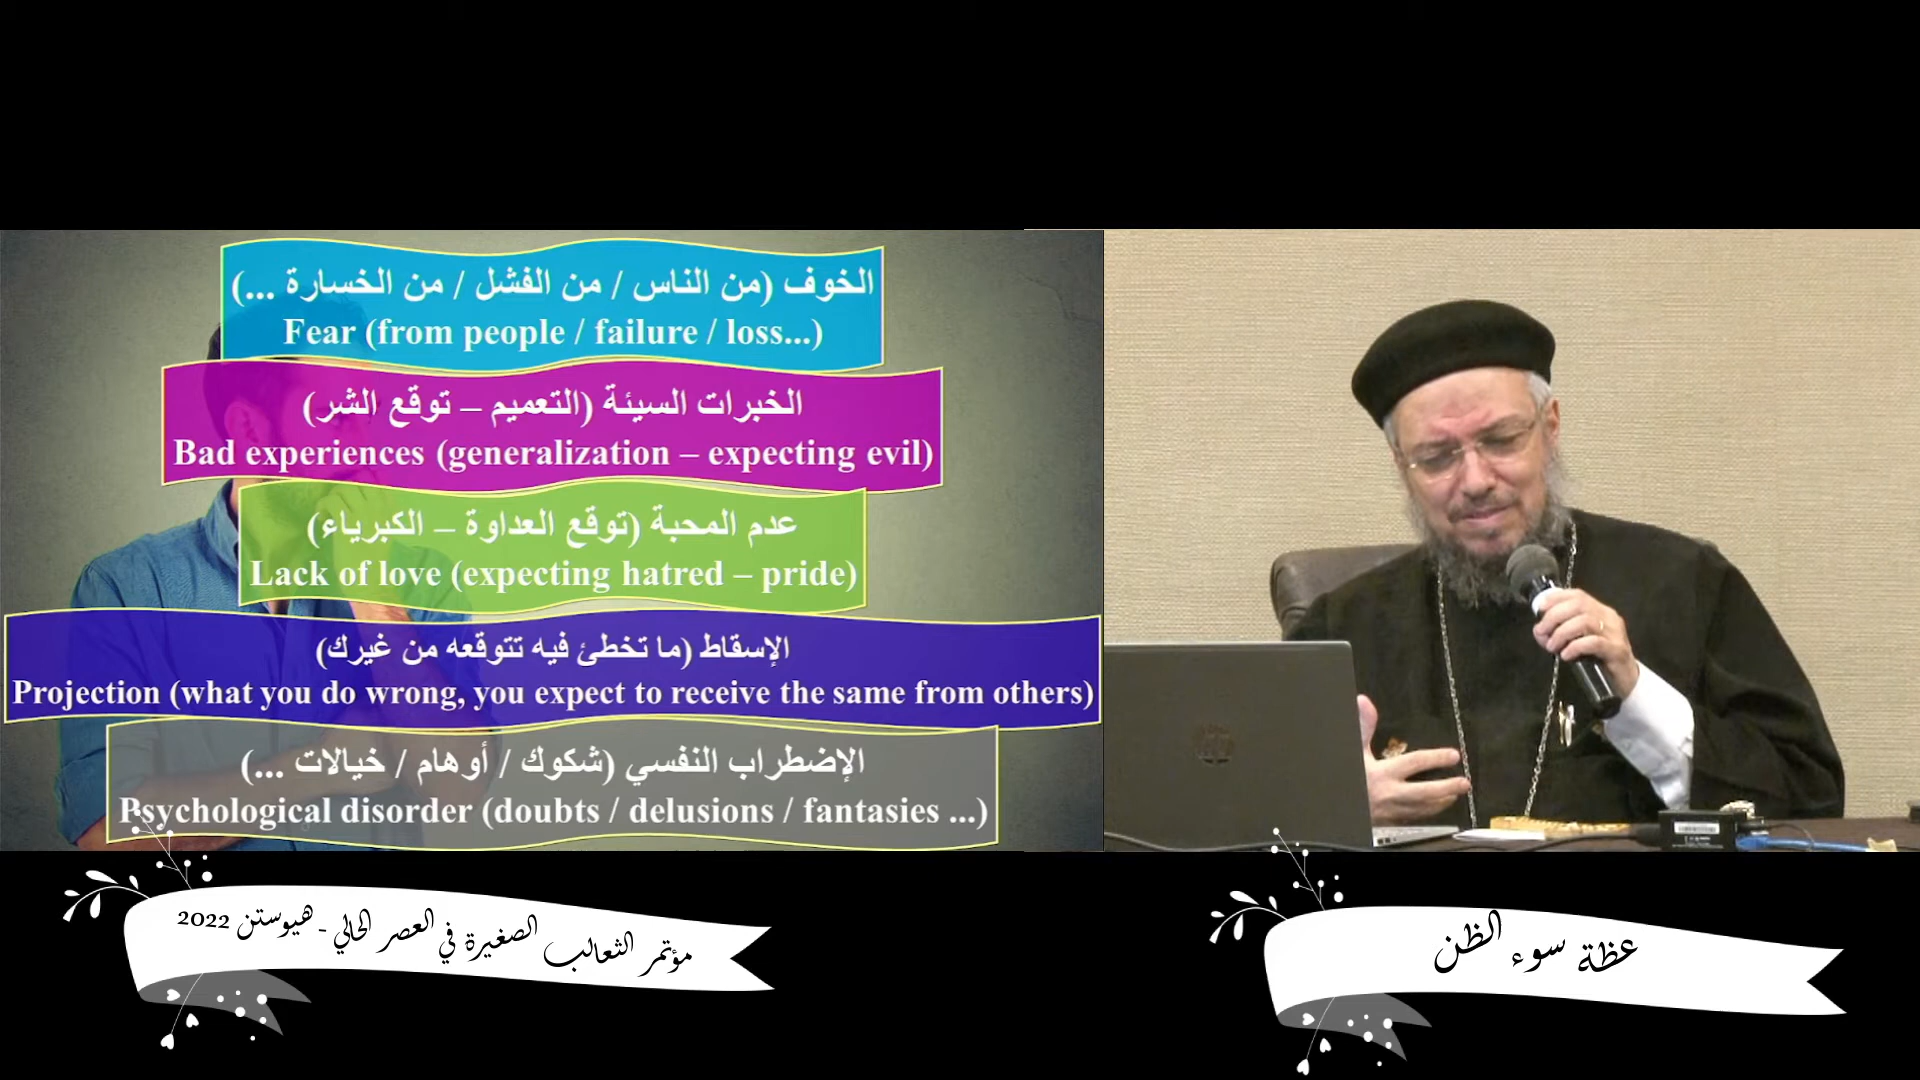 الخوف (من الناس / من الفشل / من الخسارة ...)
Fear (from people / failure / loss...)
الخبرات السيئة (التعميم – توقع الشر)
Bad experiences (generalization – expecting evil)
عدم المحبة (توقع العداوة – الكبرياء)
Lack of love (expecting hatred – pride)
الإسقاط (ما تخطئ فيه تتوقعه من غيرك)
Projection (what you do wrong, you expect to receive the same from others)
الإضطراب النفسي (شكوك / أوهام / خيالات ...)
Psychological disorder (doubts / delusions / fantasies ...)
مؤتمر الثعالب الصغيرة في العصر الحالي - هيوستن 2022
عظة سوء الظن